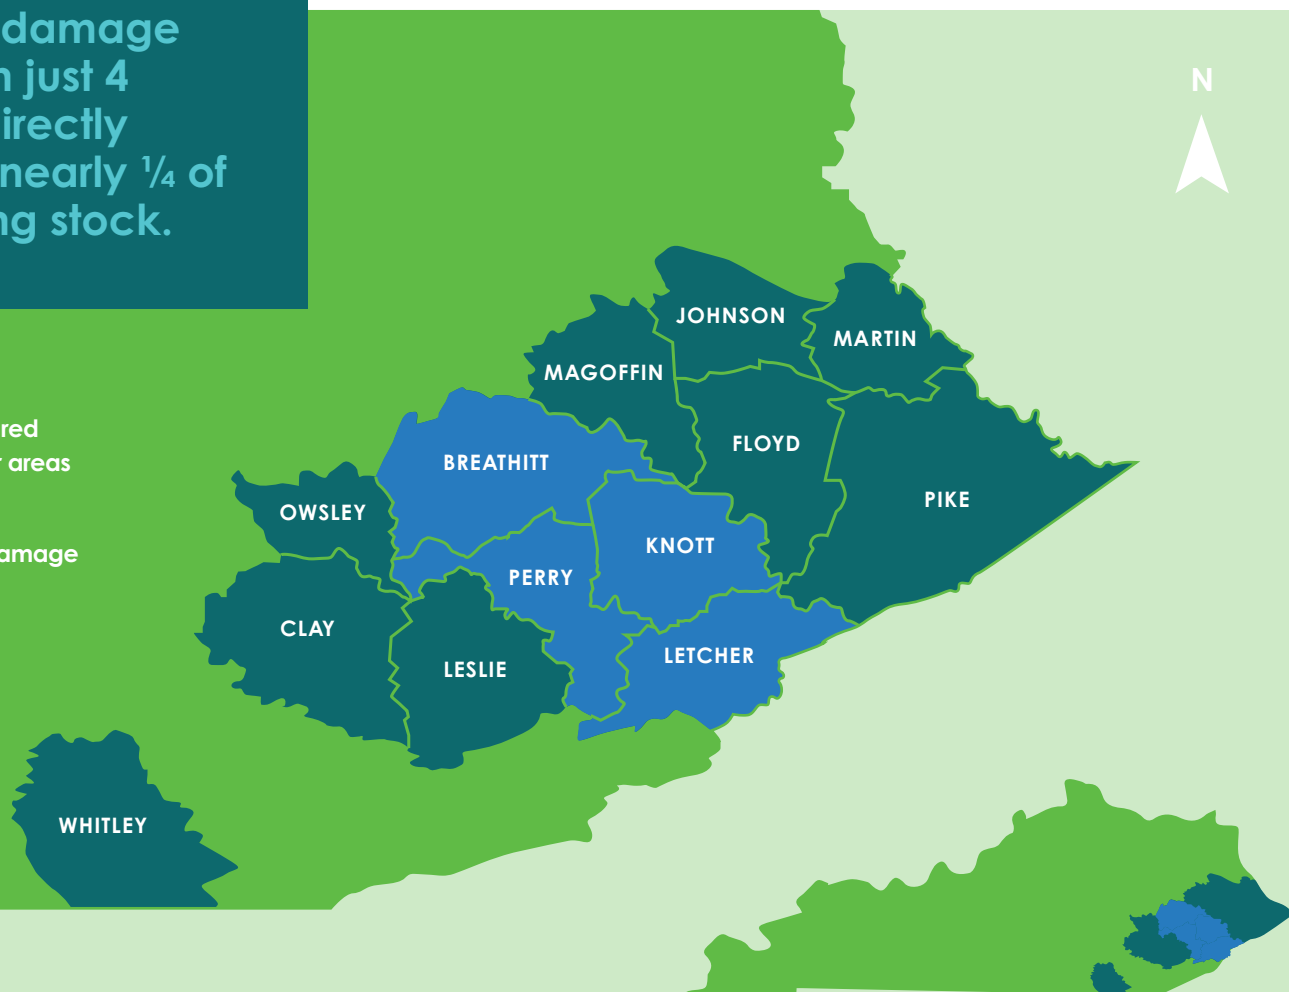 damage
just 4
irectly
nearly ¼ of
ng stock.
N
JOHNSON
MARTIN
MAGOFFIN
red
areas
FLOYD
BREATHITT
PIKE
OWSLEY
KNOTT
amage
PERRY
CLAY
LETCHER
LESLIE
WHITLEY